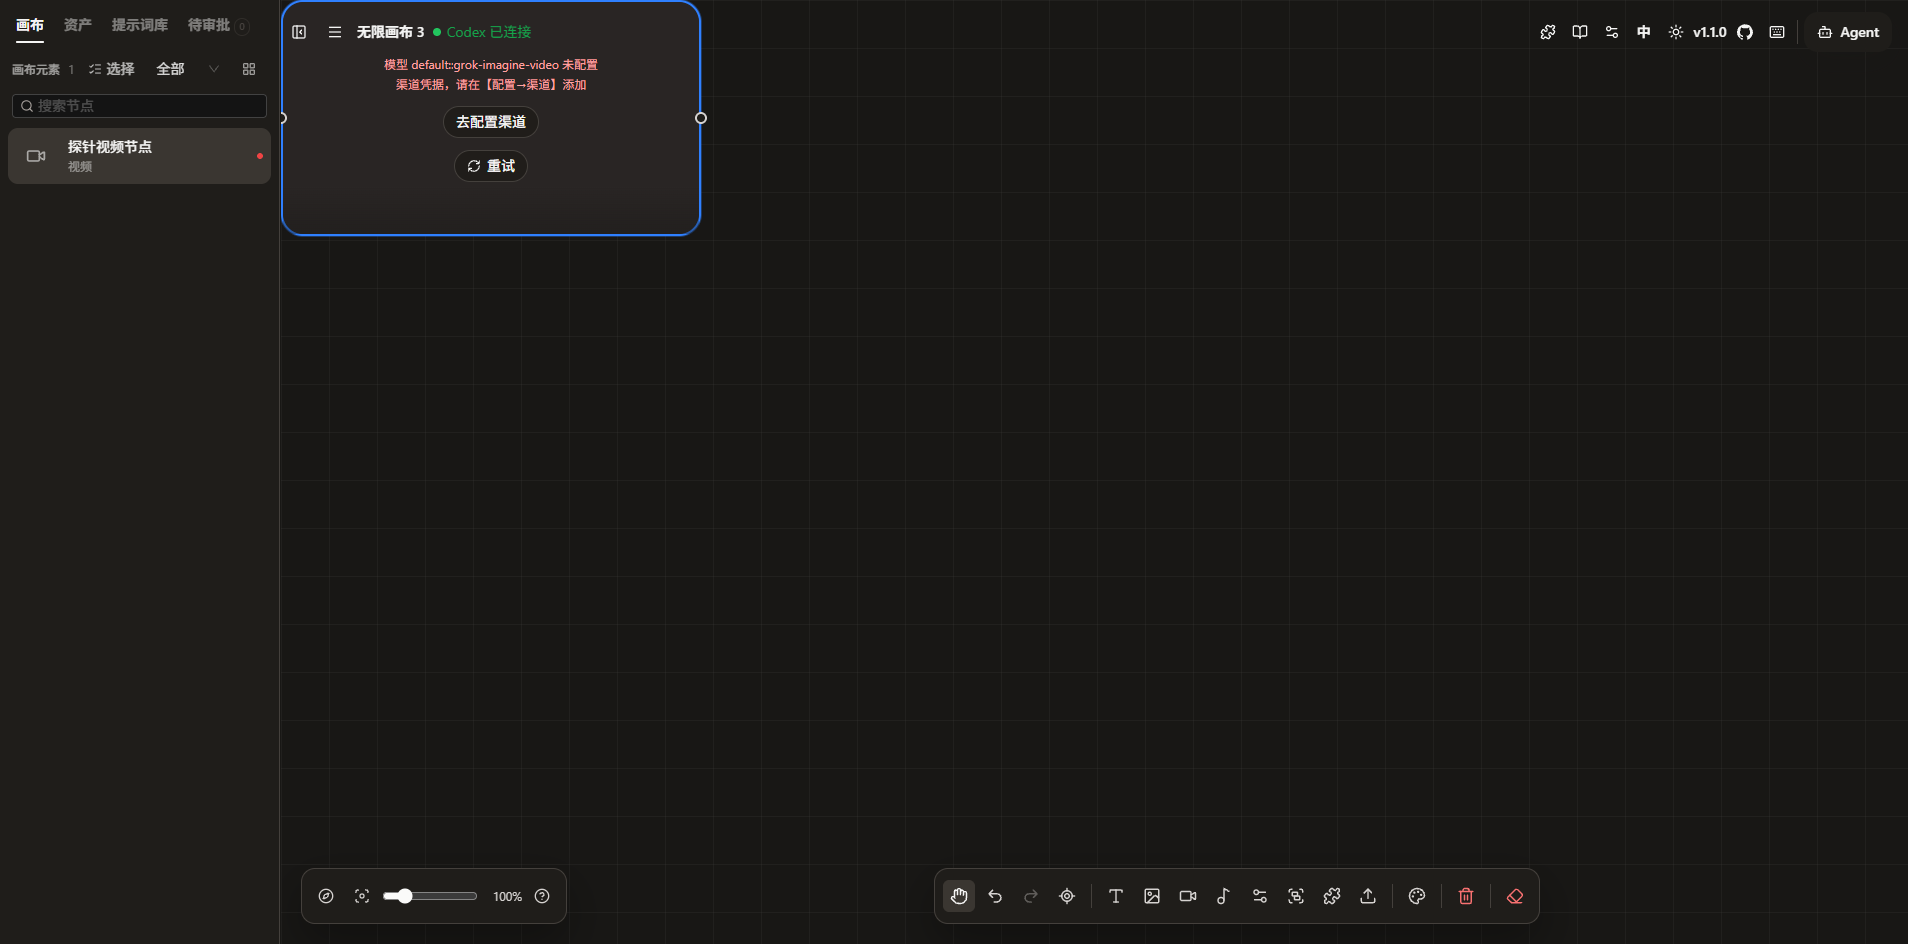 画布 资产 提示词库 待审批 0
画布元素 1 选择 全部
搜索节点
探针视频节点
视频
无限画布 3 Codex 已连接
模型 default::grok-imagine-video 未配置
渠道凭据，请在【配置→渠道】添加
去配置渠道
重试
中 v1.1.0 Agent
100%